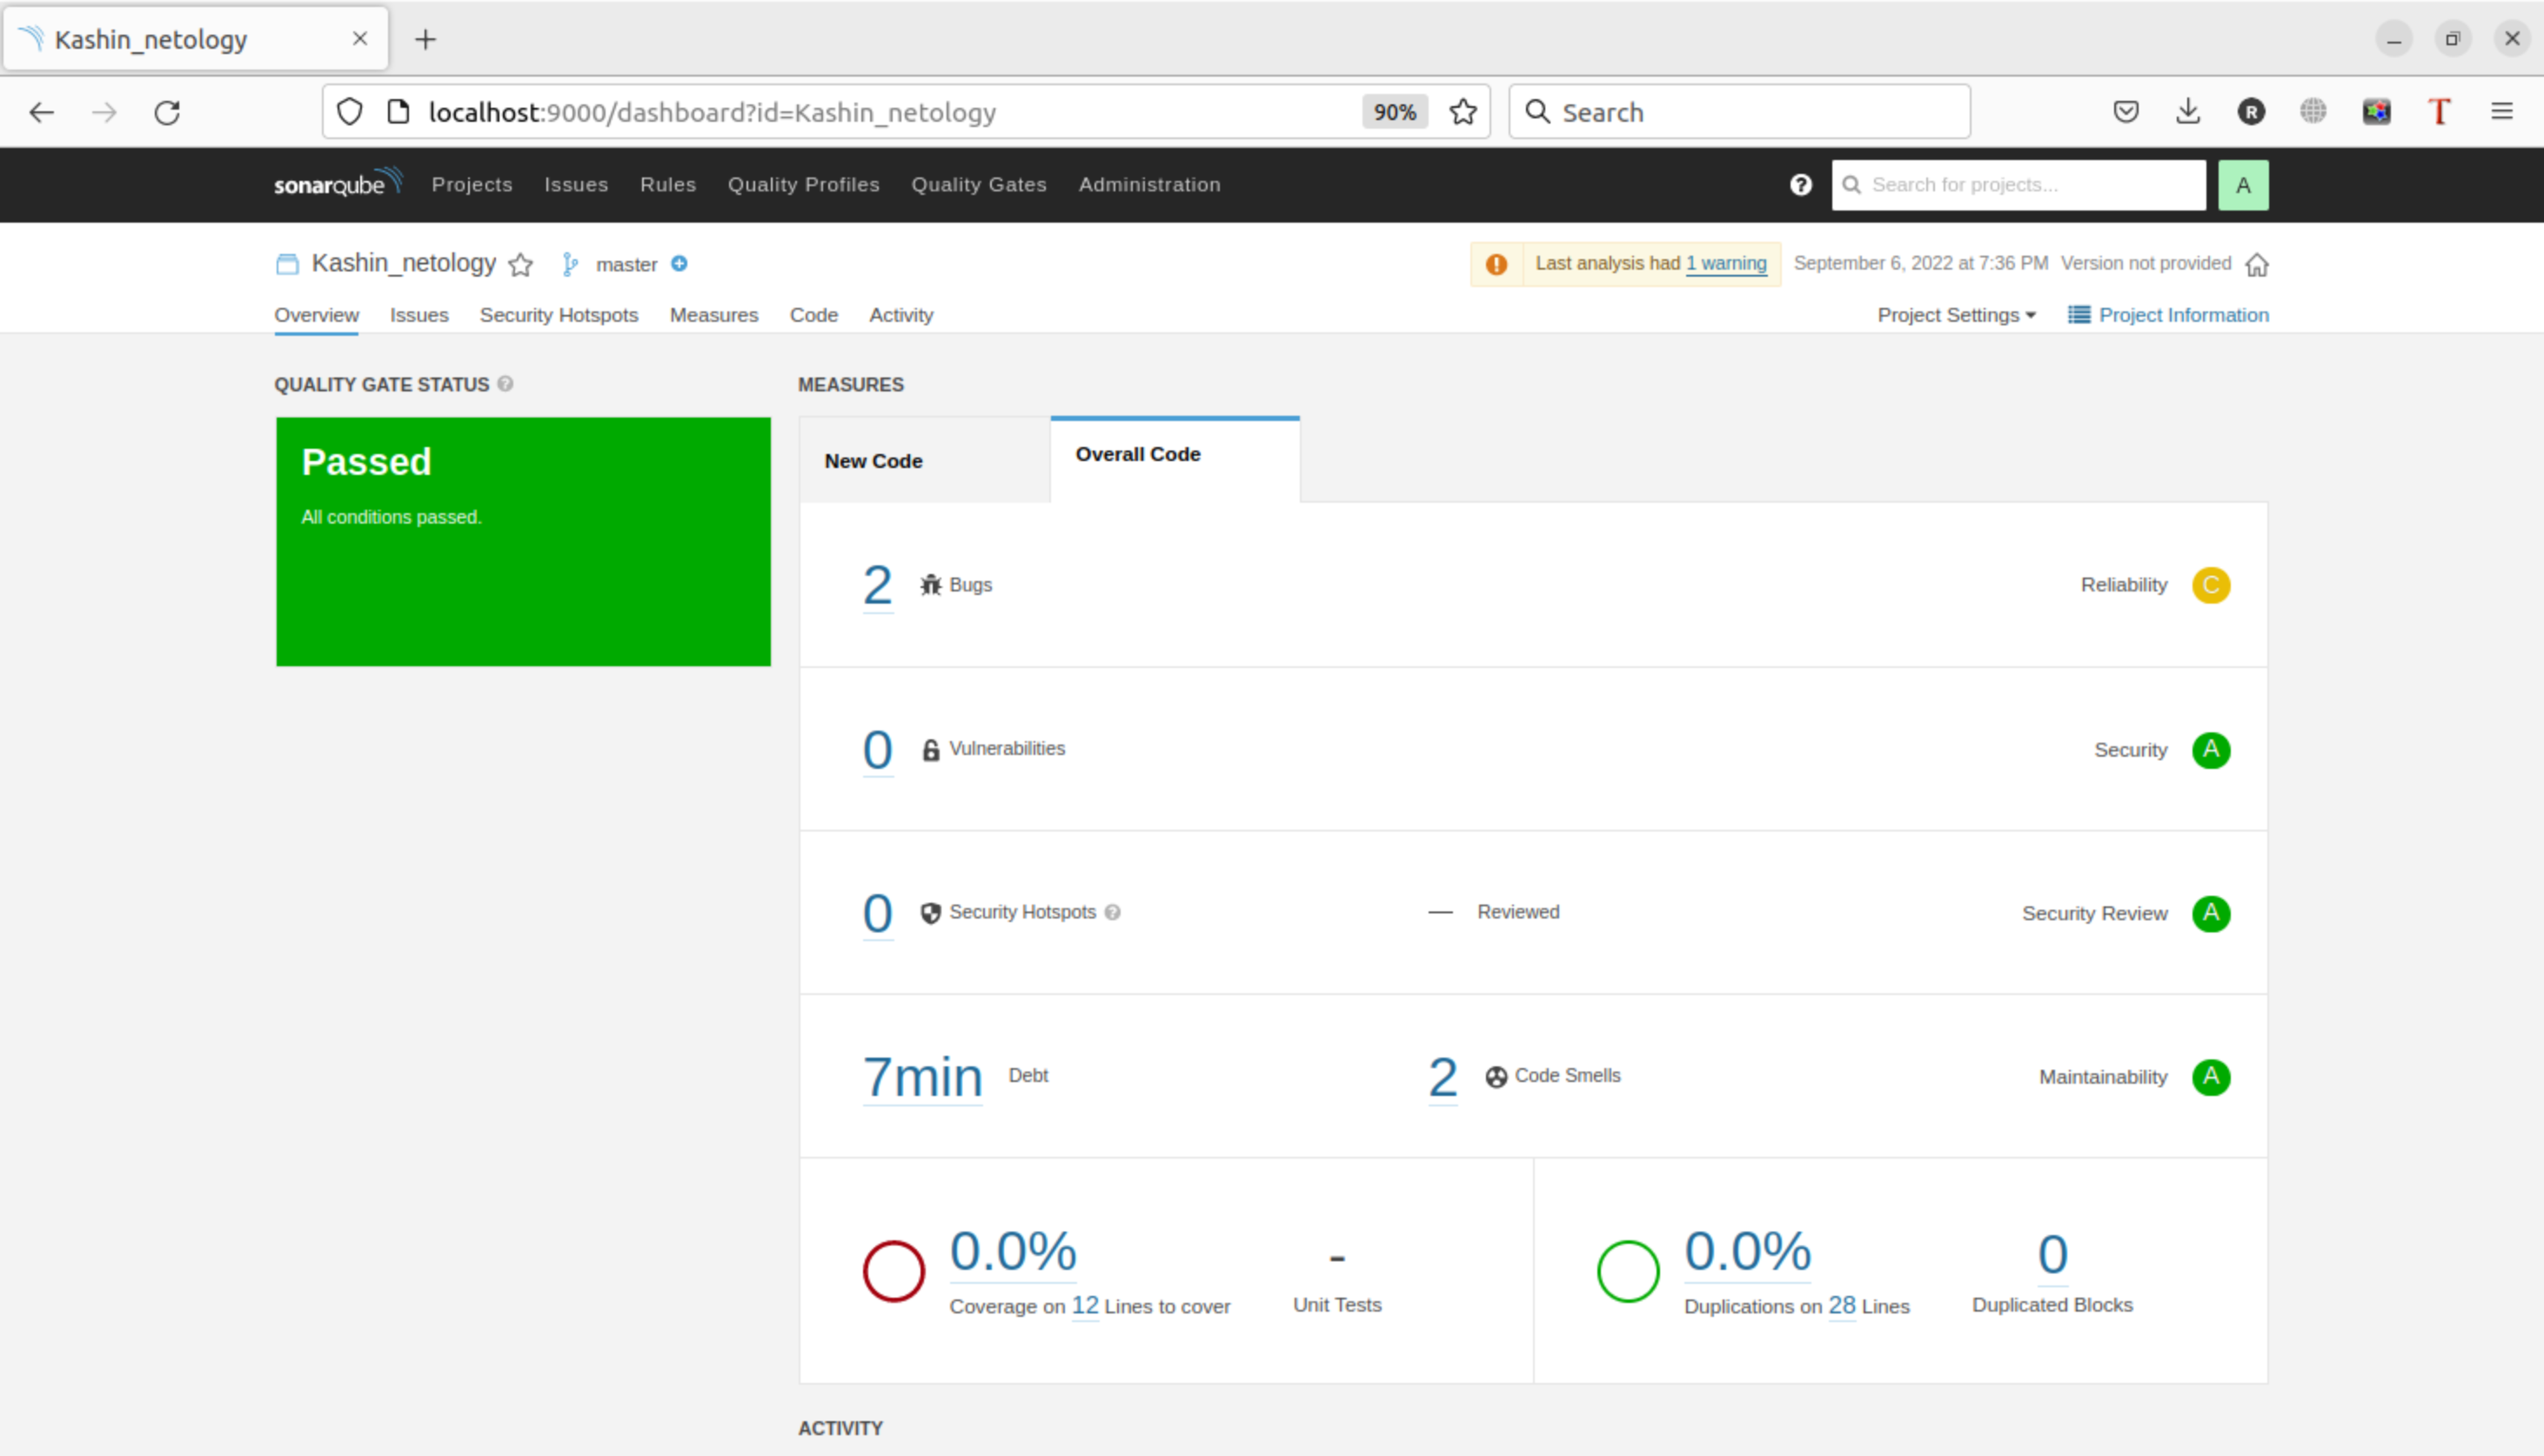 Kashin_netology
localhost:9000/dashboard?id=Kashin_netology 90% Search
R T
sonarqube Projects Issues Rules Quality Profiles Quality Gates Administration ? Search for projects... A
Kashin_netology master Last analysis had 1 warning September 6, 2022 at 7:36 PM Version not provided
Overview Issues Security Hotspots Measures Code Activity Project Settings Project Information
QUALITY GATE STATUS ?
Passed
All conditions passed.
MEASURES
New Code Overall Code
2 Bugs Reliability C
0 Vulnerabilities Security A
0 Security Hotspots ? — Reviewed Security Review A
7min Debt 2 Code Smells Maintainability A
0.0% - 0.0% 0
Coverage on 12 Lines to cover Unit Tests Duplications on 28 Lines Duplicated Blocks
ACTIVITY